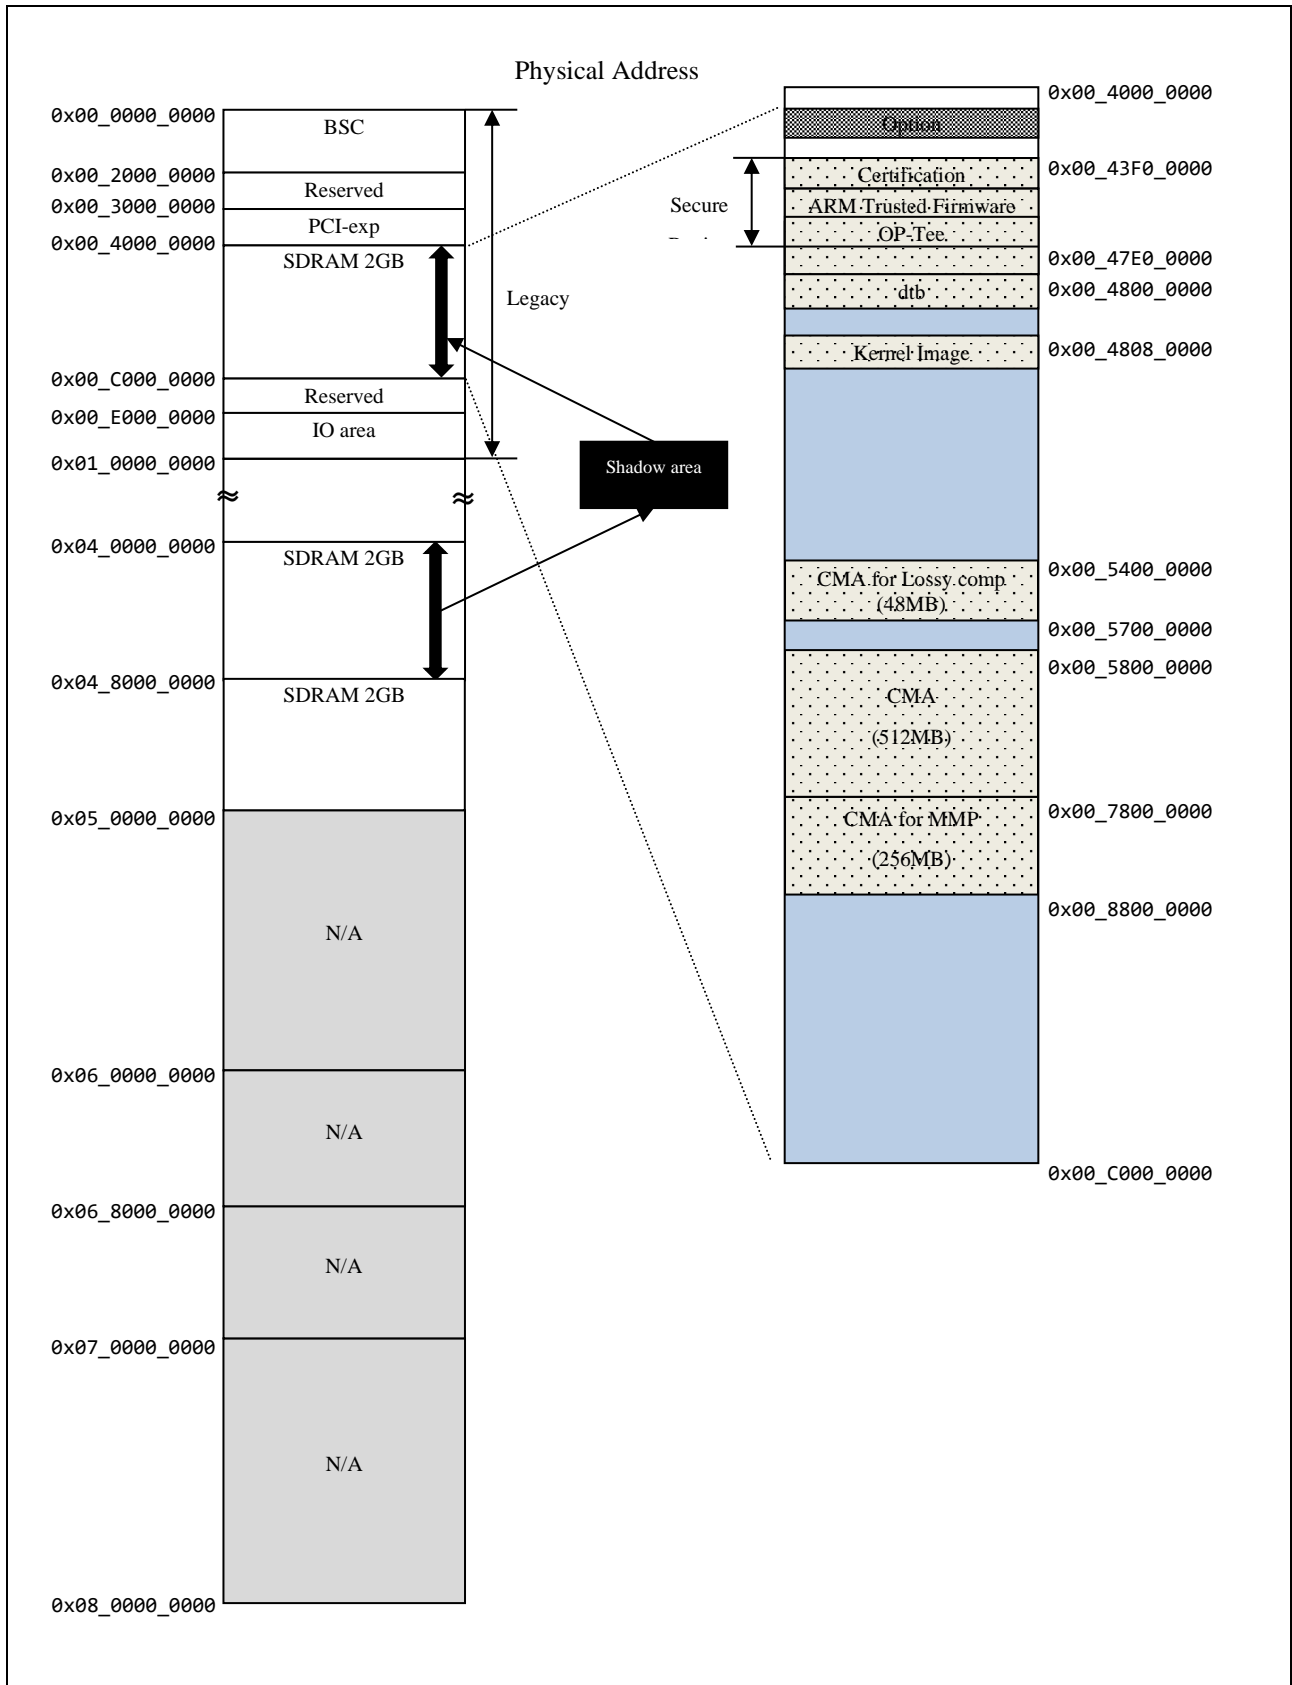 Physical Address
0x00_0000_0000
BSC
0x00_2000_0000
Reserved
0x00_3000_0000
PCI-exp
0x00_4000_0000
SDRAM 2GB
Legacy
0x00_C000_0000
Reserved
0x00_E000_0000
IO area
0x01_0000_0000
Shadow area
0x04_0000_0000
SDRAM 2GB
0x04_8000_0000
SDRAM 2GB
0x05_0000_0000
N/A
0x06_0000_0000
N/A
0x06_8000_0000
N/A
0x07_0000_0000
N/A
0x08_0000_0000
0x00_4000_0000
Option
Secure
Certification
0x00_43F0_0000
ARM Trusted Firmware
OP-Tee
0x00_47E0_0000
dtb
0x00_4800_0000
Kernel Image
0x00_4808_0000
CMA for Lossy comp
(48MB)
0x00_5400_0000
0x00_5700_0000
0x00_5800_0000
CMA
(512MB)
CMA for MMP
(256MB)
0x00_7800_0000
0x00_8800_0000
0x00_C000_0000